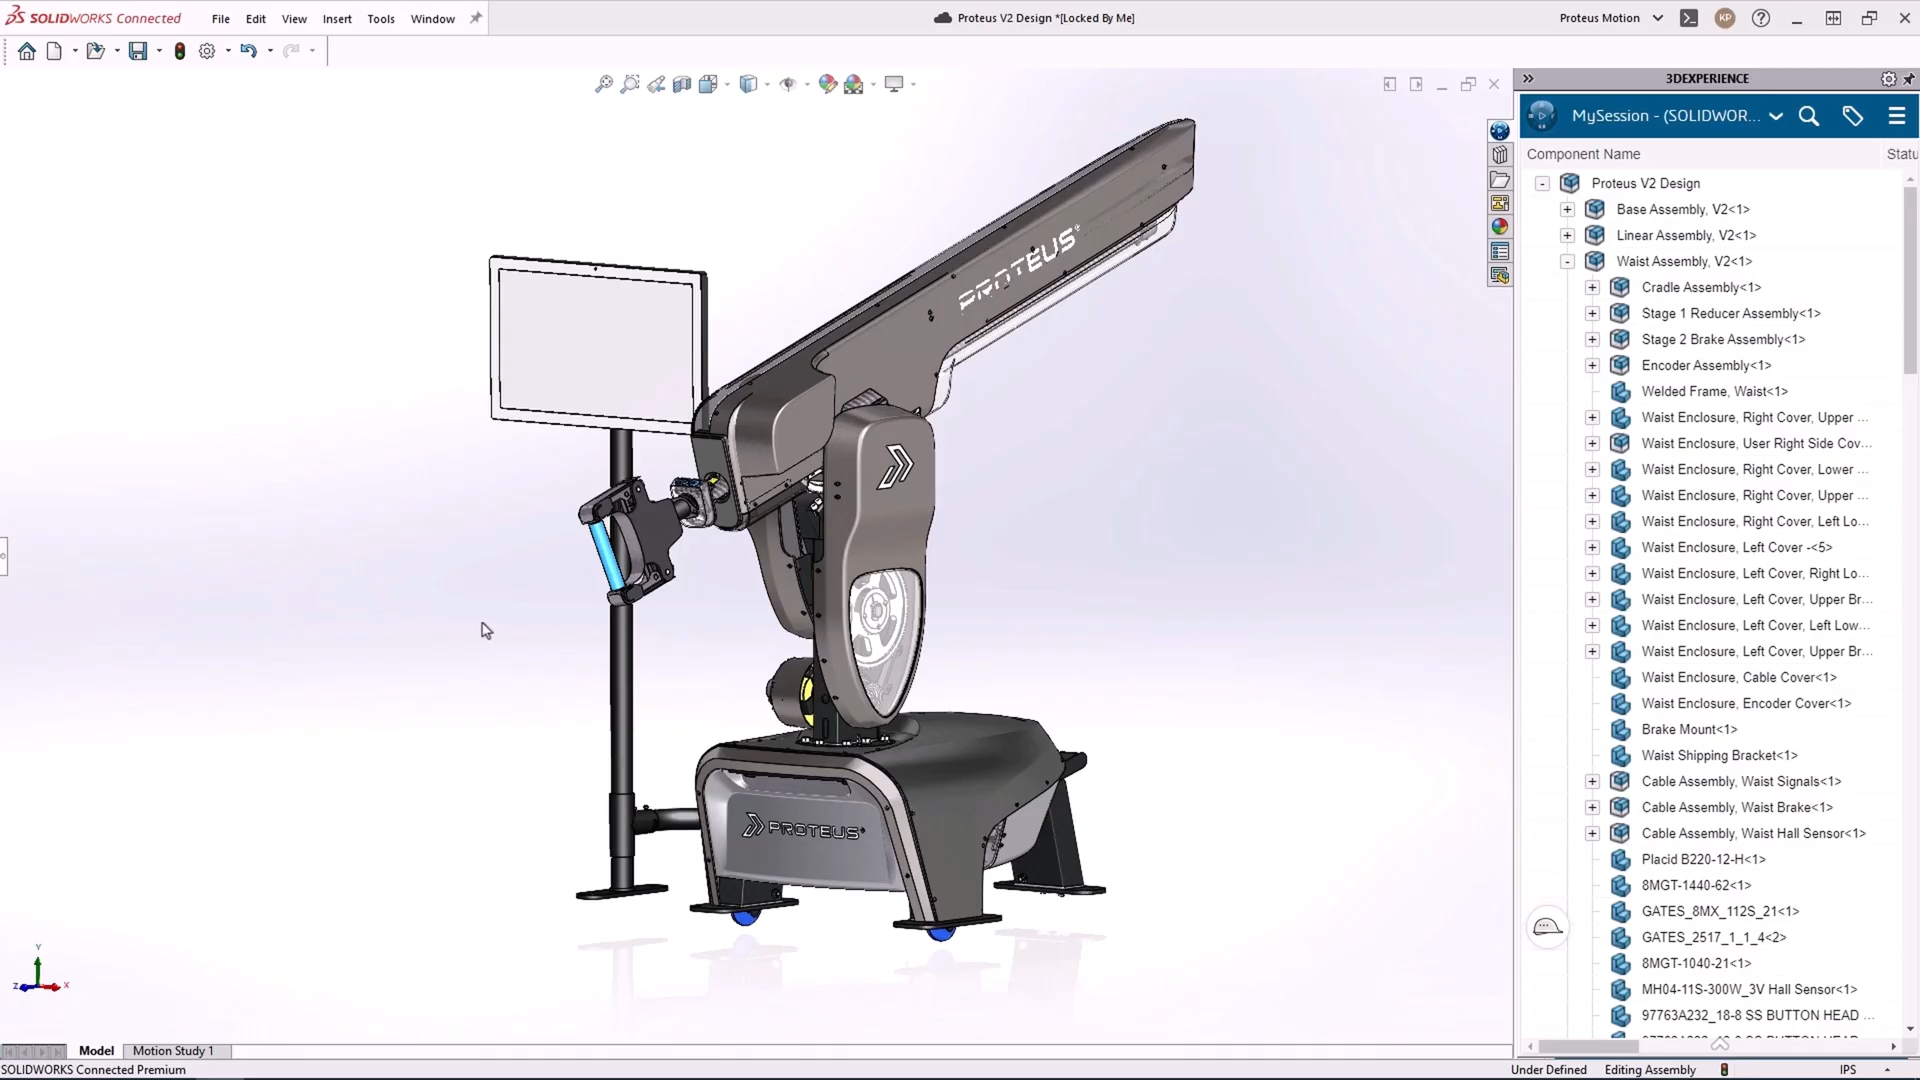 SOLIDWORKS Connected
File Edit View Insert Tools Window
Proteus V2 Design *[Locked By Me]
Proteus Motion
KP
3DEXPERIENCE
MySession - (SOLIDWOR...
Component Name
Statu
Proteus V2 Design
Base Assembly, V2<1>
Linear Assembly, V2<1>
Waist Assembly, V2<1>
Cradle Assembly<1>
Stage 1 Reducer Assembly<1>
Stage 2 Brake Assembly<1>
Encoder Assembly<1>
Welded Frame, Waist<1>
Waist Enclosure, Right Cover, Upper ...
Waist Enclosure, User Right Side Cov...
Waist Enclosure, Right Cover, Lower ...
Waist Enclosure, Right Cover, Upper ...
Waist Enclosure, Right Cover, Left Lo...
Waist Enclosure, Left Cover -<5>
Waist Enclosure, Left Cover, Right Lo...
Waist Enclosure, Left Cover, Upper Br...
Waist Enclosure, Left Cover, Left Low...
Waist Enclosure, Left Cover, Upper Br...
Waist Enclosure, Cable Cover<1>
Waist Enclosure, Encoder Cover<1>
Brake Mount<1>
Waist Shipping Bracket<1>
Cable Assembly, Waist Signals<1>
Cable Assembly, Waist Brake<1>
Cable Assembly, Waist Hall Sensor<1>
Placid B220-12-H<1>
8MGT-1440-62<1>
GATES_8MX_112S_21<1>
GATES_2517_1_1_4<2>
8MGT-1040-21<1>
MH04-11S-300W_3V Hall Sensor<1>
97763A232_18-8 SS BUTTON HEAD ...
PROTEUS
PROTEUS
Y
Z
X
Model
Motion Study 1
SOLIDWORKS Connected Premium
Under Defined
Editing Assembly
IPS